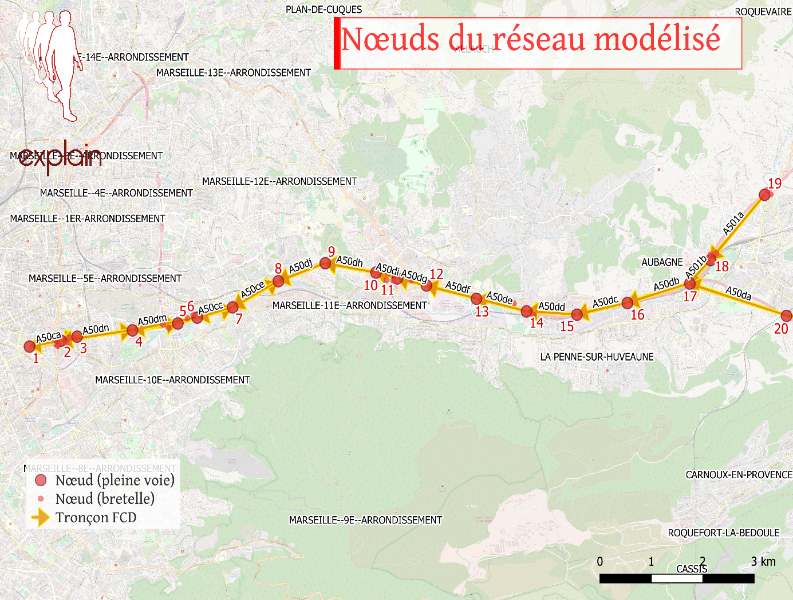 PLAN-DE-CUQUES
ROQUEVAIRE
Nœuds du réseau modélisé
-14E--ARRONDISSEMENT
MARSEILLE-13E--ARRONDISSEMENT
explain
MARSEILLE-12E--ARRONDISSEMENT
19
MARSEILLE--4E--ARRONDISSEMENT
MARSEILLE--1ER-ARRONDISSEMENT
A501a
9
8
A50dj
A50dh
A50di
A50dg
10
11
12
AUBAGNE
A501b
18
MARSEILLE--5E--ARRONDISSEMENT
A50ce
A50df
A50de
A50db
17
A50da
5
6
A50cc
7
MARSEILLE-11E--ARRONDISSEMENT
13
A50dd
A50dc
16
A50ca
A50dn
A50dm
14
15
20
1
2
3
4
LA PENNE-SUR-HUVEAUNE
MARSEILLE-10E--ARRONDISSEMENT
MARSEILLE--8E--ARRONDISSEMENT
Nœud (pleine voie)
Nœud (bretelle)
Tronçon FCD
CARNOUX-EN-PROVENCE
MARSEILLE--9E--ARRONDISSEMENT
ROQUEFORT-LA-BEDOULE
0 1 2 3 km
CASSIS